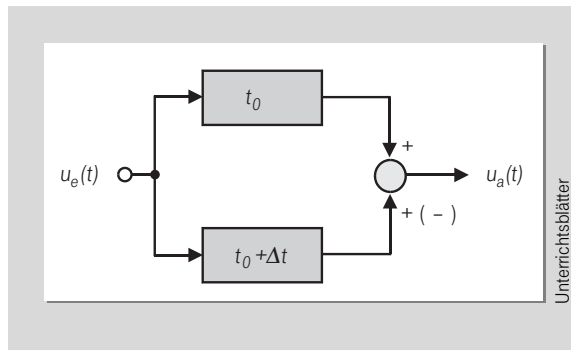 t₀
+
uₑ(t)
uₐ(t)
+ ( – )
t₀ +Δt
Unterrichtsblätter